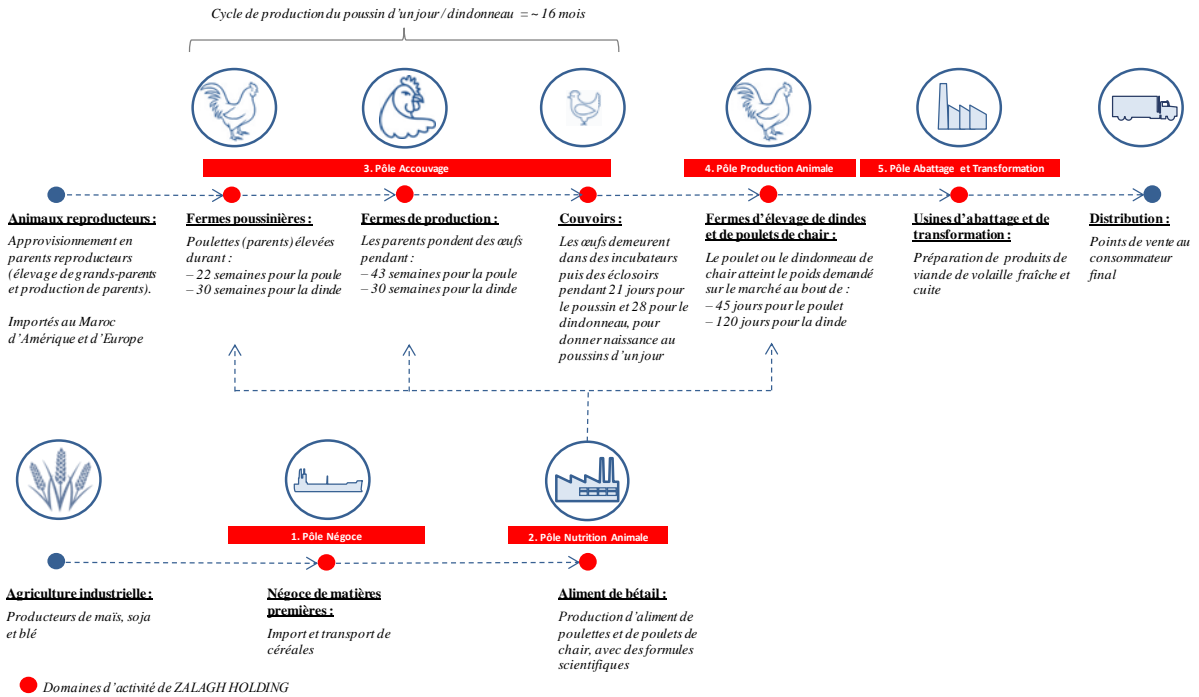 Cycle de production du poussin d'un jour / dindonneau = ~ 16 mois
3. Pôle Accouvage
4. Pôle Production Animale
5. Pôle Abattage et Transformation
Animaux reproducteurs :
Approvisionnement en
parents reproducteurs
(élevage de grands-parents
et production de parents).
Importés au Maroc
d'Amérique et d'Europe
Fermes poussinières :
Poulettes (parents) élevées
durant :
– 22 semaines pour la poule
– 30 semaines pour la dinde
Fermes de production :
Les parents pondent des œufs
pendant :
– 43 semaines pour la poule
– 30 semaines pour la dinde
Couvoirs :
Les œufs demeurent
dans des incubateurs
puis des éclosoirs
pendant 21 jours pour
le poussin et 28 pour le
dindonneau, pour
donner naissance au
poussins d'un jour
Fermes d'élevage de dindes
et de poulets de chair :
Le poulet ou le dindonneau de
chair atteint le poids demandé
sur le marché au bout de :
– 45 jours pour le poulet
– 120 jours pour la dinde
Usines d'abattage et de
transformation :
Préparation de produits de
viande de volaille fraîche et
cuite
Distribution :
Points de vente au
consommateur
final
1. Pôle Négoce
2. Pôle Nutrition Animale
Agriculture industrielle :
Producteurs de maïs, soja
et blé
Négoce de matières
premières :
Import et transport de
céréales
Aliment de bétail :
Production d'aliment de
poulettes et de poulets de
chair, avec des formules
scientifiques
Domaines d'activité de ZALAGH HOLDING